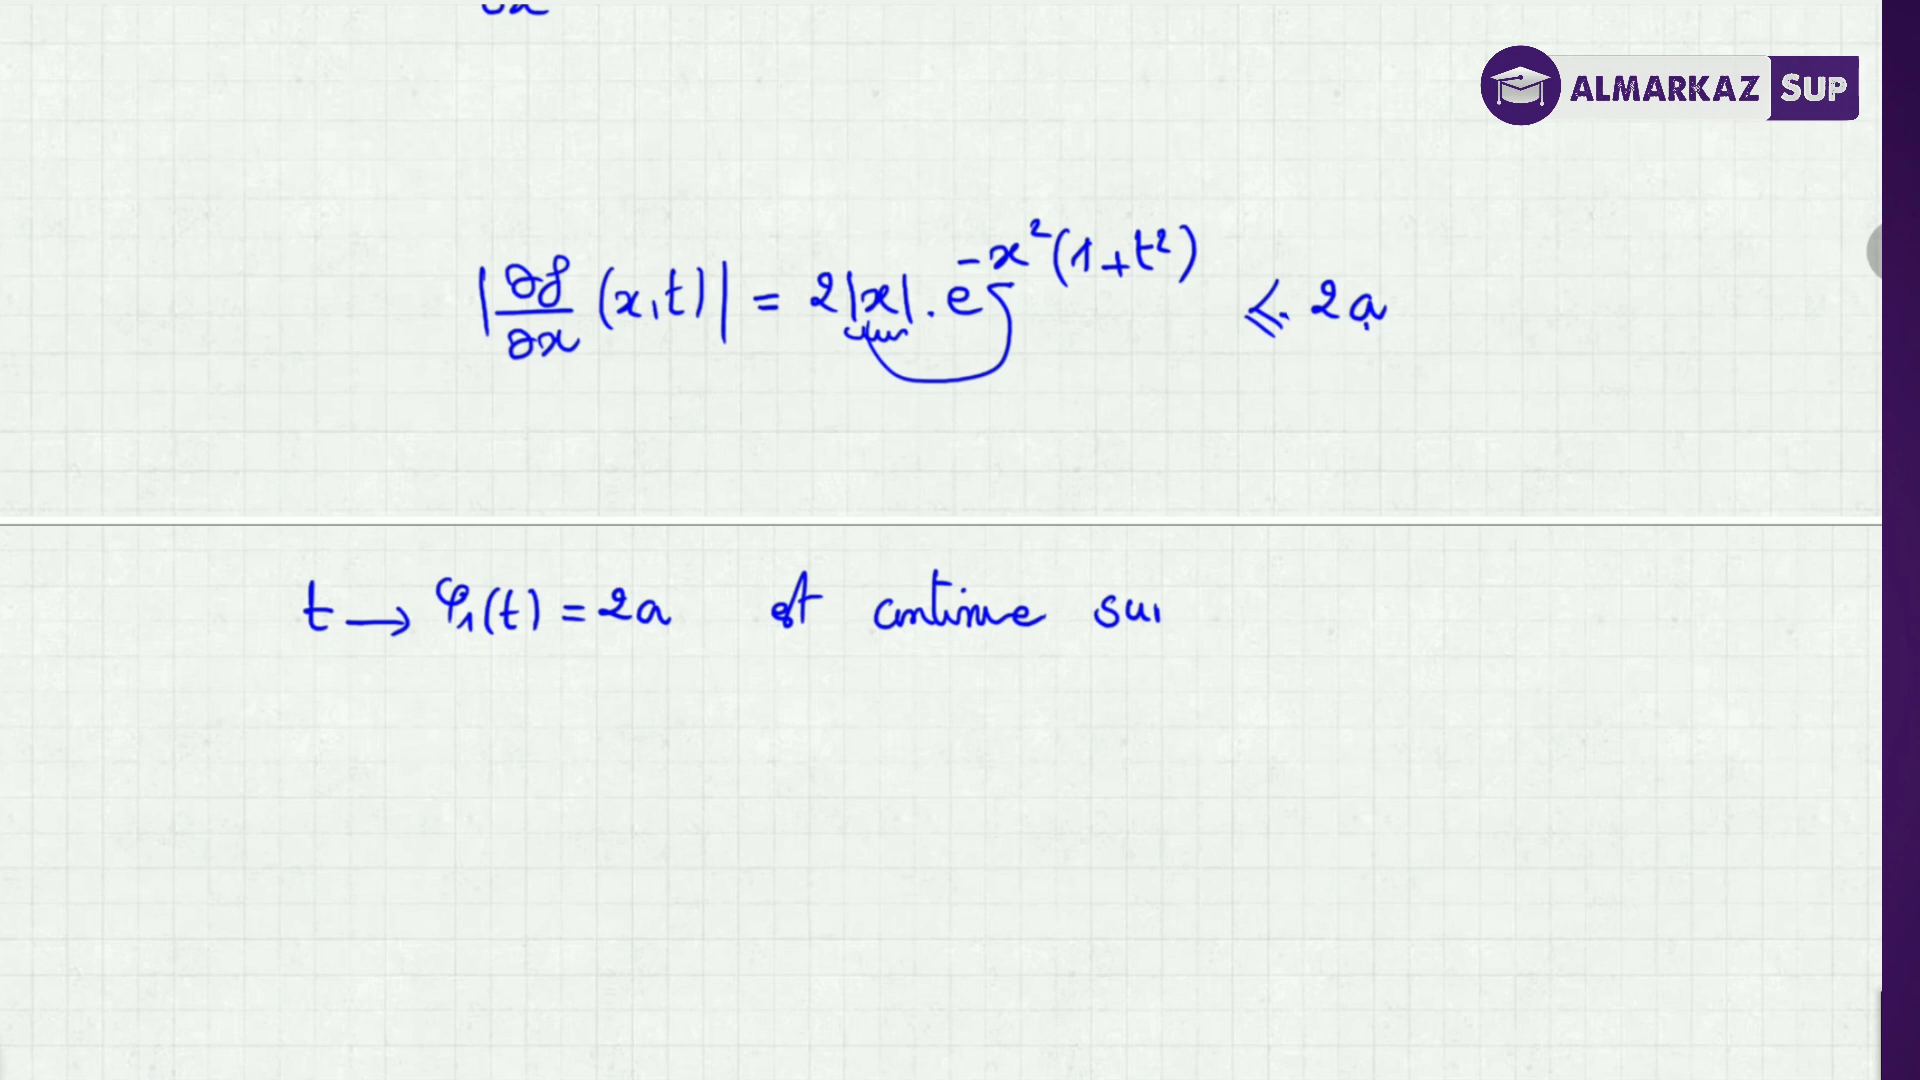 ALMARKAZ SUP
|∂f/∂x (x,t)| = 2|x| . e^{-x²(1+t²)} ⩽ 2a
t → φ₁(t) = 2a est continue sur